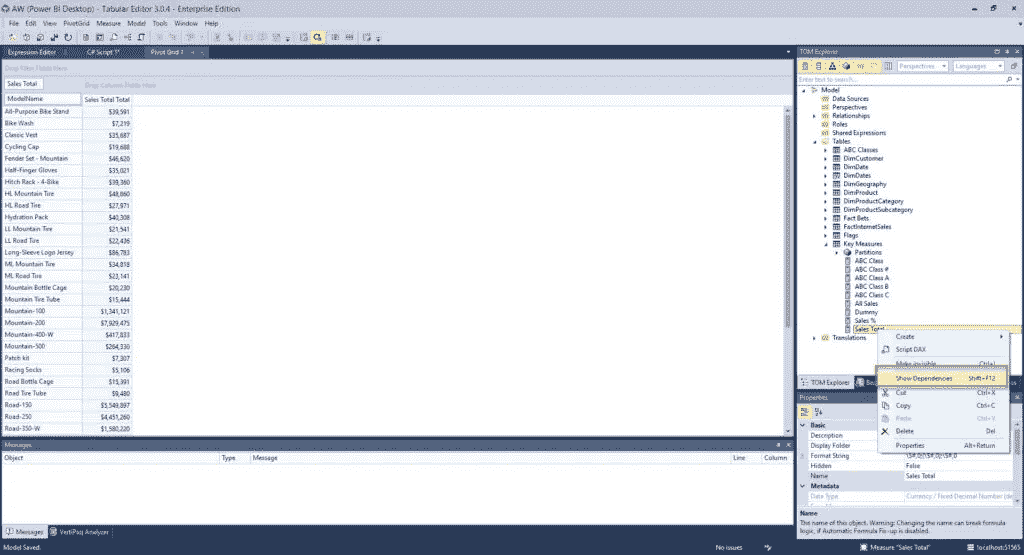 AW (Power BI Desktop) - Tabular Editor 3.0.4 - Enterprise Edition
File Edit View PivotGrid Measure Model Tools Window Help
Expression Editor C# Script 1* Pivot Grid 1
TOM Explorer
Drop Filter Fields Here
Perspectives Languages
Sales Total Drop Column Fields Here
Enter text to search...
ModelName Sales Total Total
All-Purpose Bike Stand $39,591
Bike Wash $7,219
Classic Vest $35,687
Cycling Cap $19,688
Fender Set - Mountain $46,620
Half-Finger Gloves $35,021
Hitch Rack - 4-Bike $39,360
HL Mountain Tire $48,860
HL Road Tire $27,971
Hydration Pack $40,308
LL Mountain Tire $21,541
LL Road Tire $22,436
Long-Sleeve Logo Jersey $86,783
ML Mountain Tire $34,818
ML Road Tire $23,141
Mountain Bottle Cage $20,230
Mountain Tire Tube $15,444
Mountain-100 $1,341,121
Mountain-200 $7,929,475
Mountain-400-W $417,833
Mountain-500 $264,330
Patch kit $7,307
Racing Socks $5,106
Road Bottle Cage $15,391
Road Tire Tube $9,480
Road-150 $5,549,897
Road-250 $4,451,260
Road-350-W $1,580,220
Model
Data Sources
Perspectives
Relationships
Roles
Shared Expressions
Tables
ABC Classes
DimCustomer
DimDate
DimDates
DimGeography
DimProduct
DimProductCategory
DimProductSubcategory
Fact Bets
FactInternetSales
Flags
Key Measures
Partitions
ABC Class
ABC Class #
ABC Class A
ABC Class B
ABC Class C
All Sales
Dummy
Sales %
Sales Total
Translations
Create
Script DAX
Make invisible Ctrl+I
Show Dependencies Shift+F12
Cut Ctrl+X
Copy Ctrl+C
Paste Ctrl+V
Delete Del
Properties Alt+Return
TOM Explorer
Properties
Basic
Description
Display Folder
Format String
Hidden False
Name Sales Total
Metadata
Data Type Currency / Fixed Decimal Number (de
Name
The name of this object. Warning: Changing the name can break formula
logic, if Automatic Formula Fix-up is disabled.
Messages
Object Type Message Line Column
Messages VertiPaq Analyzer
Model Saved. No issues Measure "Sales Total" localhost:51565